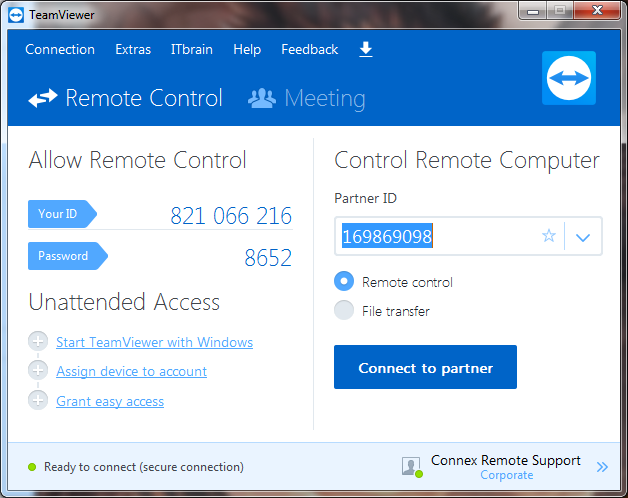 TeamViewer
Connection Extras ITbrain Help Feedback
Remote Control Meeting
Allow Remote Control
Your ID 821 066 216
Password 8652
Unattended Access
Start TeamViewer with Windows
Assign device to account
Grant easy access
Control Remote Computer
Partner ID
169869098
Remote control
File transfer
Connect to partner
Ready to connect (secure connection)
Connex Remote Support
Corporate